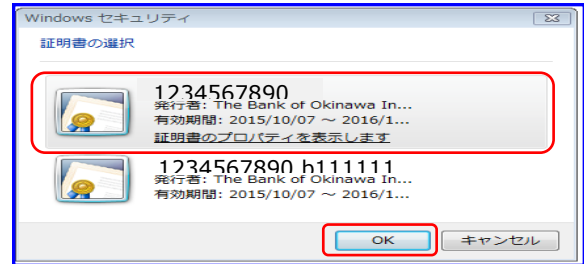 Windows セキュリティ
証明書の選択
1234567890
発行者: The Bank of Okinawa In...
有効期間: 2015/10/07 ～ 2016/1...
証明書のプロパティを表示します
1234567890 h111111
発行者: The Bank of Okinawa In...
有効期間: 2015/10/07 ～ 2016/1...
OK キャンセル